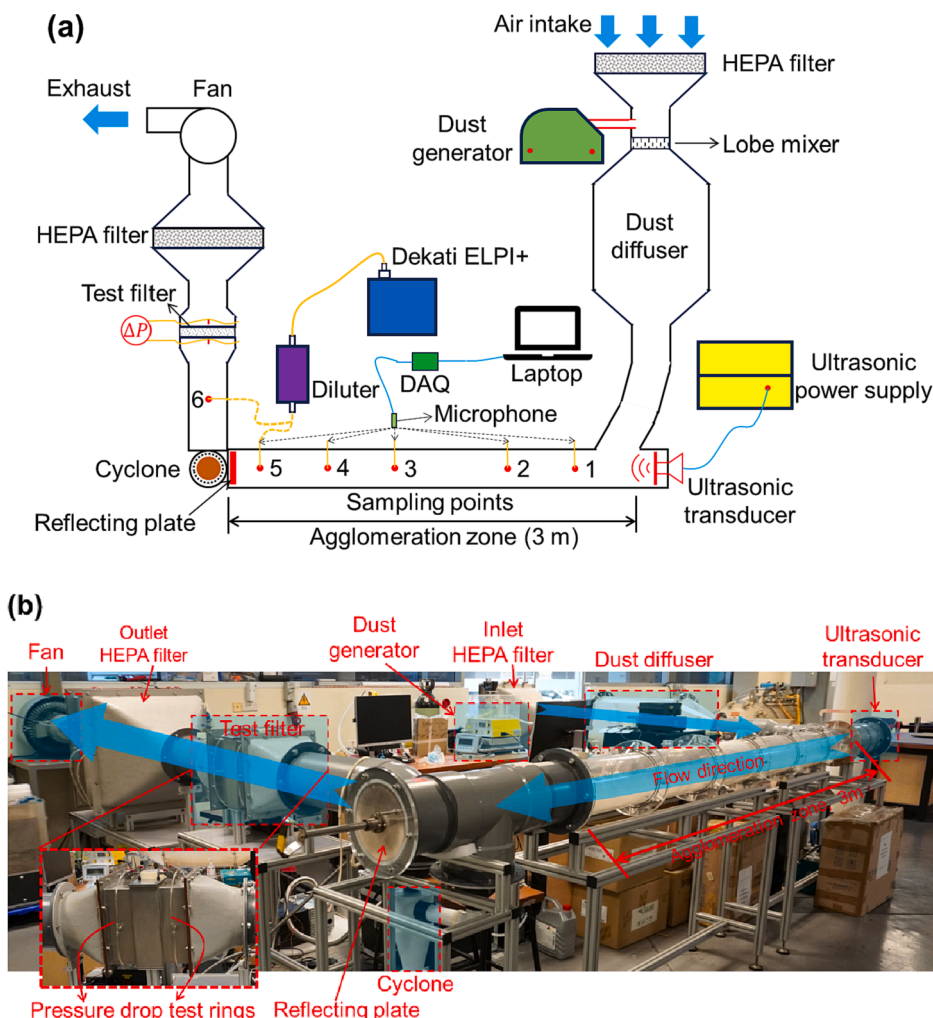 (a)
Air intake
HEPA filter
Exhaust
Fan
Dust
generator
Lobe mixer
Dust
diffuser
HEPA filter
Dekati ELPI+
Test filter
ΔP
Laptop
DAQ
Diluter
Ultrasonic
power supply
6
Microphone
Cyclone
5
4
3
2
1
Sampling points
Ultrasonic
transducer
Reflecting plate
Agglomeration zone (3 m)
(b)
Fan
Outlet
HEPA filter
Dust
generator
Inlet
HEPA filter
Dust diffuser
Ultrasonic
transducer
Test filter
Flow direction
Agglomeration zone, 3m
Cyclone
Pressure drop test rings
Reflecting plate